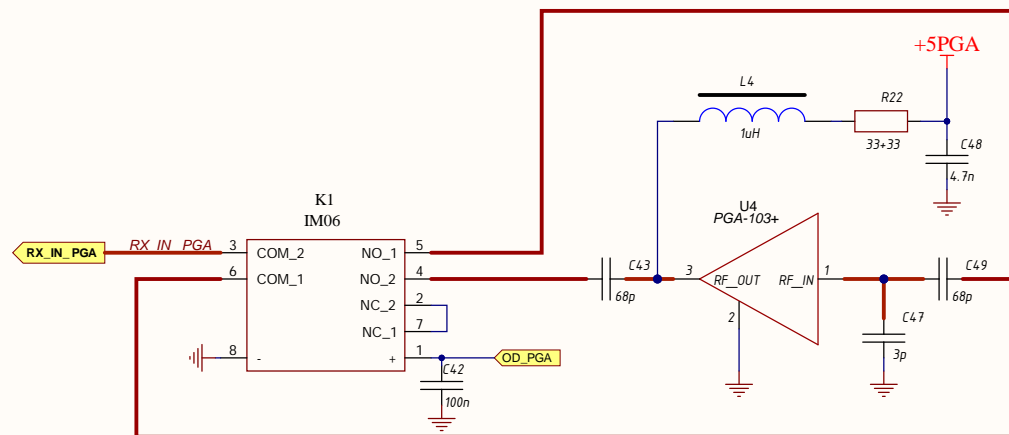 +5PGA
L4
1uH
R22
33+33
C48
4.7n
K1
IM06
U4
PGA-103+
RX_IN_PGA
RX_IN_PGA
3
COM_2
NO_1
5
6
COM_1
NO_2
4
NC_2
2
NC_1
7
8
-
+
1
OD_PGA
C42
100n
C43
68p
3
RF_OUT
RF_IN
1
2
C49
68p
C47
3p